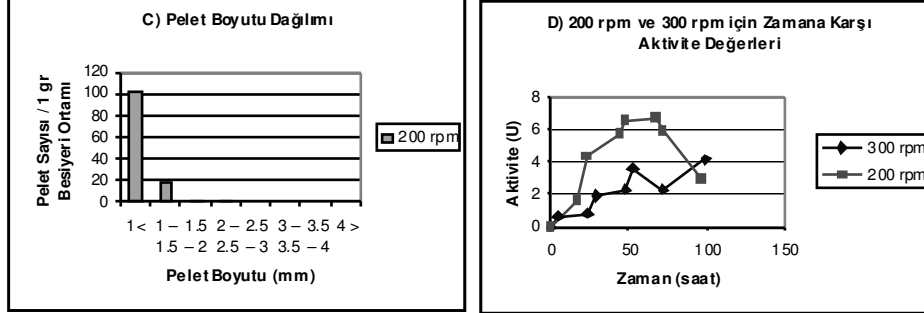 C) Pelet Boyutu Dağılımı
Pelet Sayısı / 1 gr
Besiyeri Ortamı
120
100
80
60
40
20
0
1 < 1 – 1.5 2 – 2.5 3 – 3.5 4 >
1.5 – 2 2.5 – 3 3.5 – 4
Pelet Boyutu (mm)
200 rpm
D) 200 rpm ve 300 rpm için Zamana Karşı
Aktivite Değerleri
Aktivite (U)
8
6
4
2
0
0 50 100 150
Zaman (saat)
300 rpm
200 rpm